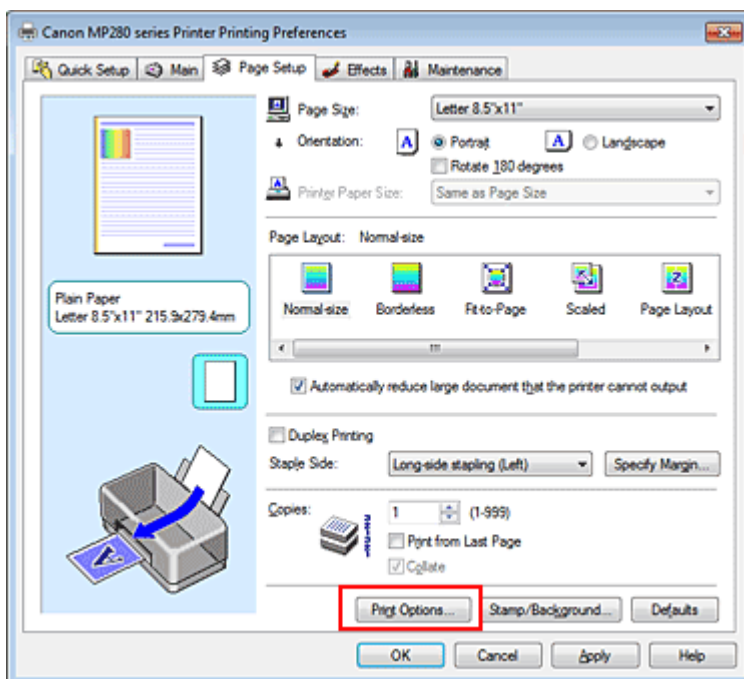 Canon MP280 series Printer Printing Preferences
Quick Setup Main Page Setup Effects Maintenance
Page Size: Letter 8.5"x11"
Orientation: A Portrait A Landscape
Rotate 180 degrees
Printer Paper Size: Same as Page Size
Page Layout: Normal-size
Normal-size Borderless Fit-to-Page Scaled Page Layout
Plain Paper
Letter 8.5"x11" 215.9x279.4mm
Automatically reduce large document that the printer cannot output
Duplex Printing
Staple Side: Long-side stapling (Left) Specify Margin...
Copies: 1 (1-999)
Print from Last Page
Collate
Print Options... Stamp/Background... Defaults
OK Cancel Apply Help